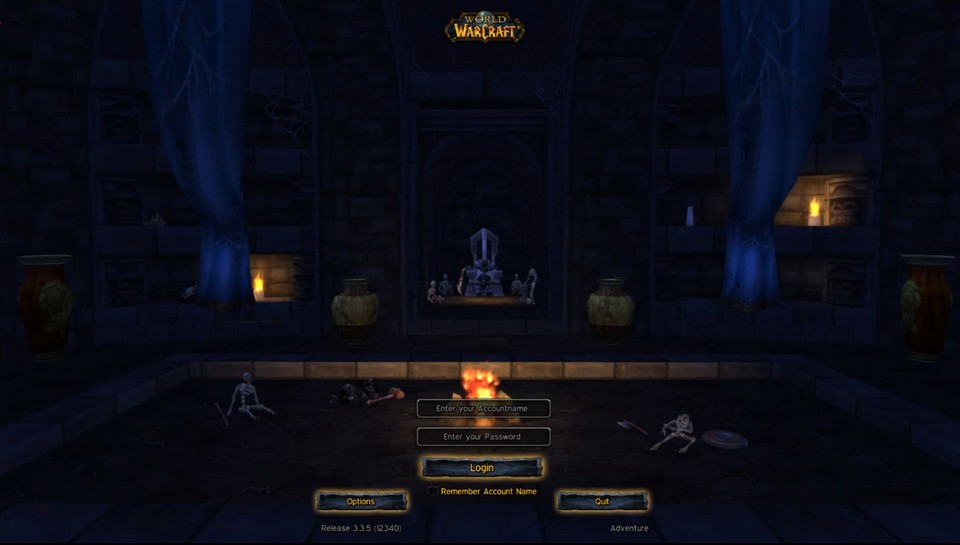 WORLD
OF
WARCRAFT
Enter your Accountname
Enter your Password
Login
Remember Account Name
Options
Quit
Release 3.3.5 (12340)
Adventure